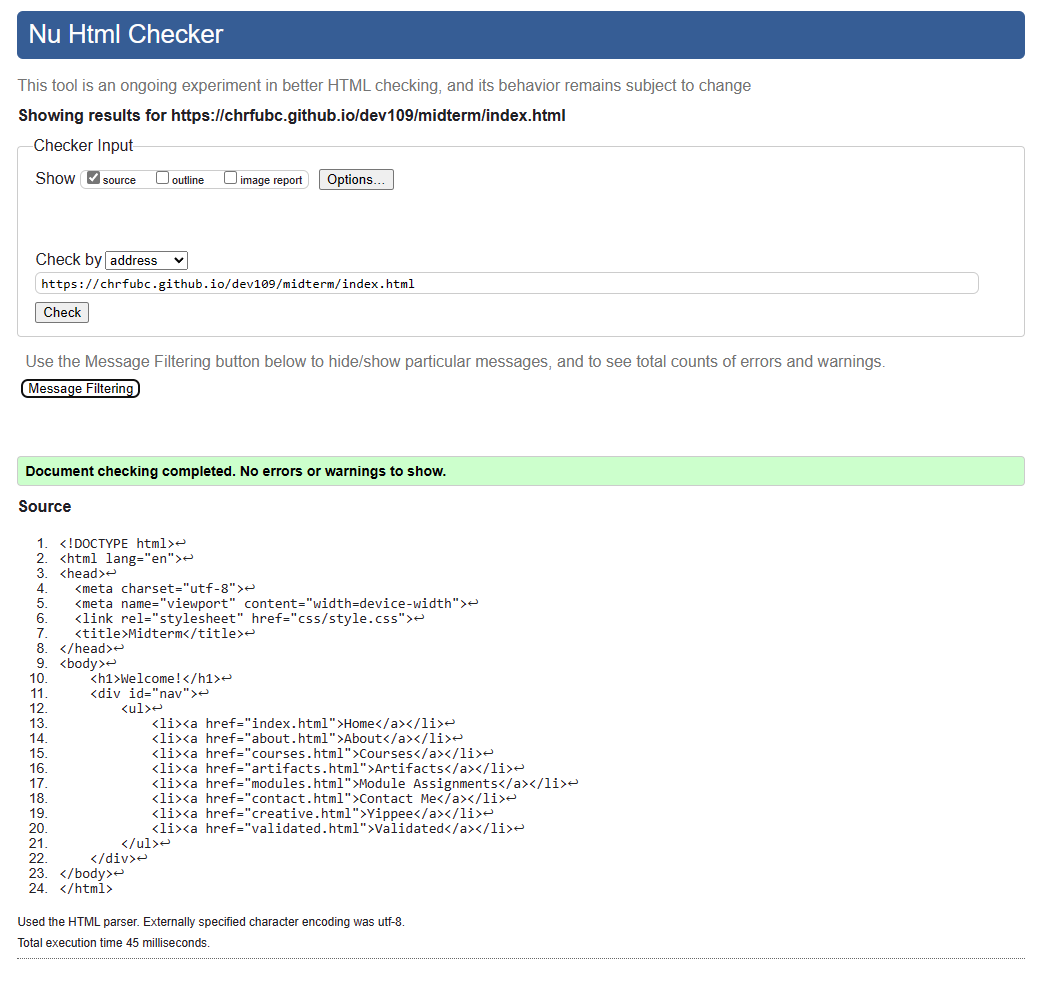 Nu Html Checker
This tool is an ongoing experiment in better HTML checking, and its behavior remains subject to change
Showing results for https://chrfubc.github.io/dev109/midterm/index.html
Checker Input
Show source outline image report Options...
Check by address
https://chrfubc.github.io/dev109/midterm/index.html
Check
Use the Message Filtering button below to hide/show particular messages, and to see total counts of errors and warnings.
Message Filtering
Document checking completed. No errors or warnings to show.
Source
1. <!DOCTYPE html>↩
2. <html lang="en">↩
3. <head>↩
4.   <meta charset="utf-8">↩
5.   <meta name="viewport" content="width=device-width">↩
6.   <link rel="stylesheet" href="css/style.css">↩
7.   <title>Midterm</title>↩
8. </head>↩
9. <body>↩
10.     <h1>Welcome!</h1>↩
11.     <div id="nav">↩
12.         <ul>↩
13.             <li><a href="index.html">Home</a></li>↩
14.             <li><a href="about.html">About</a></li>↩
15.             <li><a href="courses.html">Courses</a></li>↩
16.             <li><a href="artifacts.html">Artifacts</a></li>↩
17.             <li><a href="modules.html">Module Assignments</a></li>↩
18.             <li><a href="contact.html">Contact Me</a></li>↩
19.             <li><a href="creative.html">Yippee</a></li>↩
20.             <li><a href="validated.html">Validated</a></li>↩
21.         </ul>↩
22.     </div>↩
23. </body>↩
24. </html>
Used the HTML parser. Externally specified character encoding was utf-8.
Total execution time 45 milliseconds.